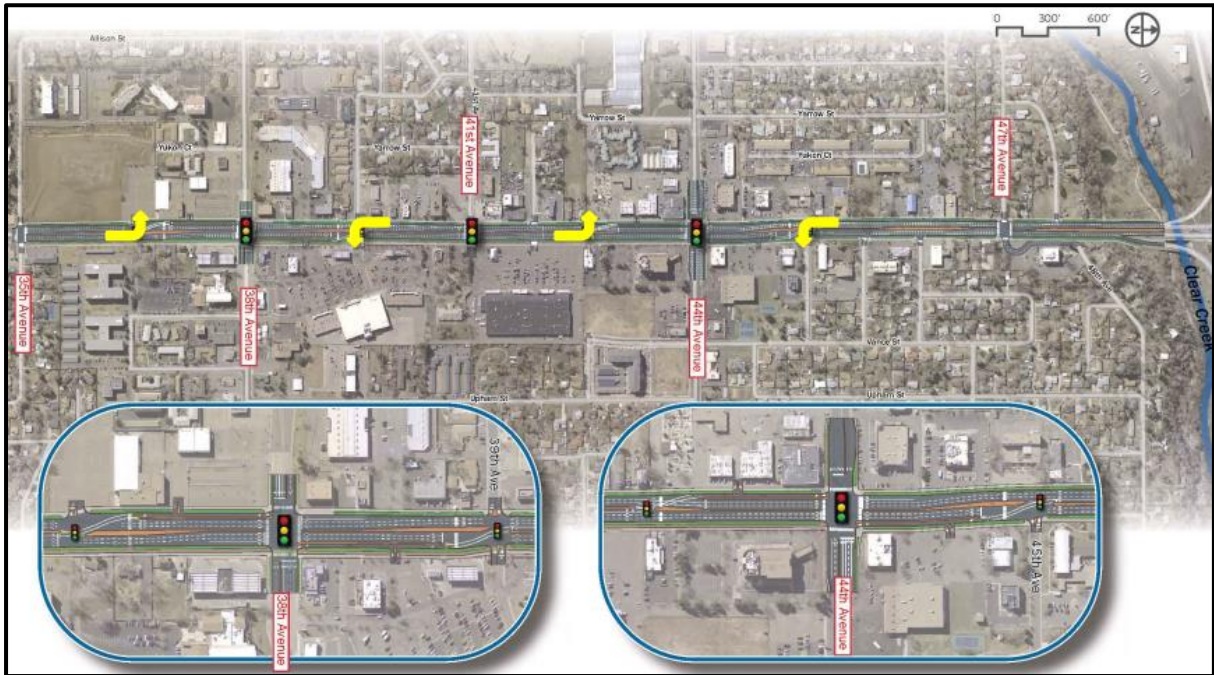 0 300' 600'
N
Allison St
Yarrow St
Yarrow St
41st Avenue
47th Avenue
Yukon Ct
Yarrow St
Yukon Ct
35th Avenue
38th Avenue
44th Avenue
Clear Creek
Vance St
Upham St
Upham St
39th Ave
38th Avenue
45th Ave
44th Avenue